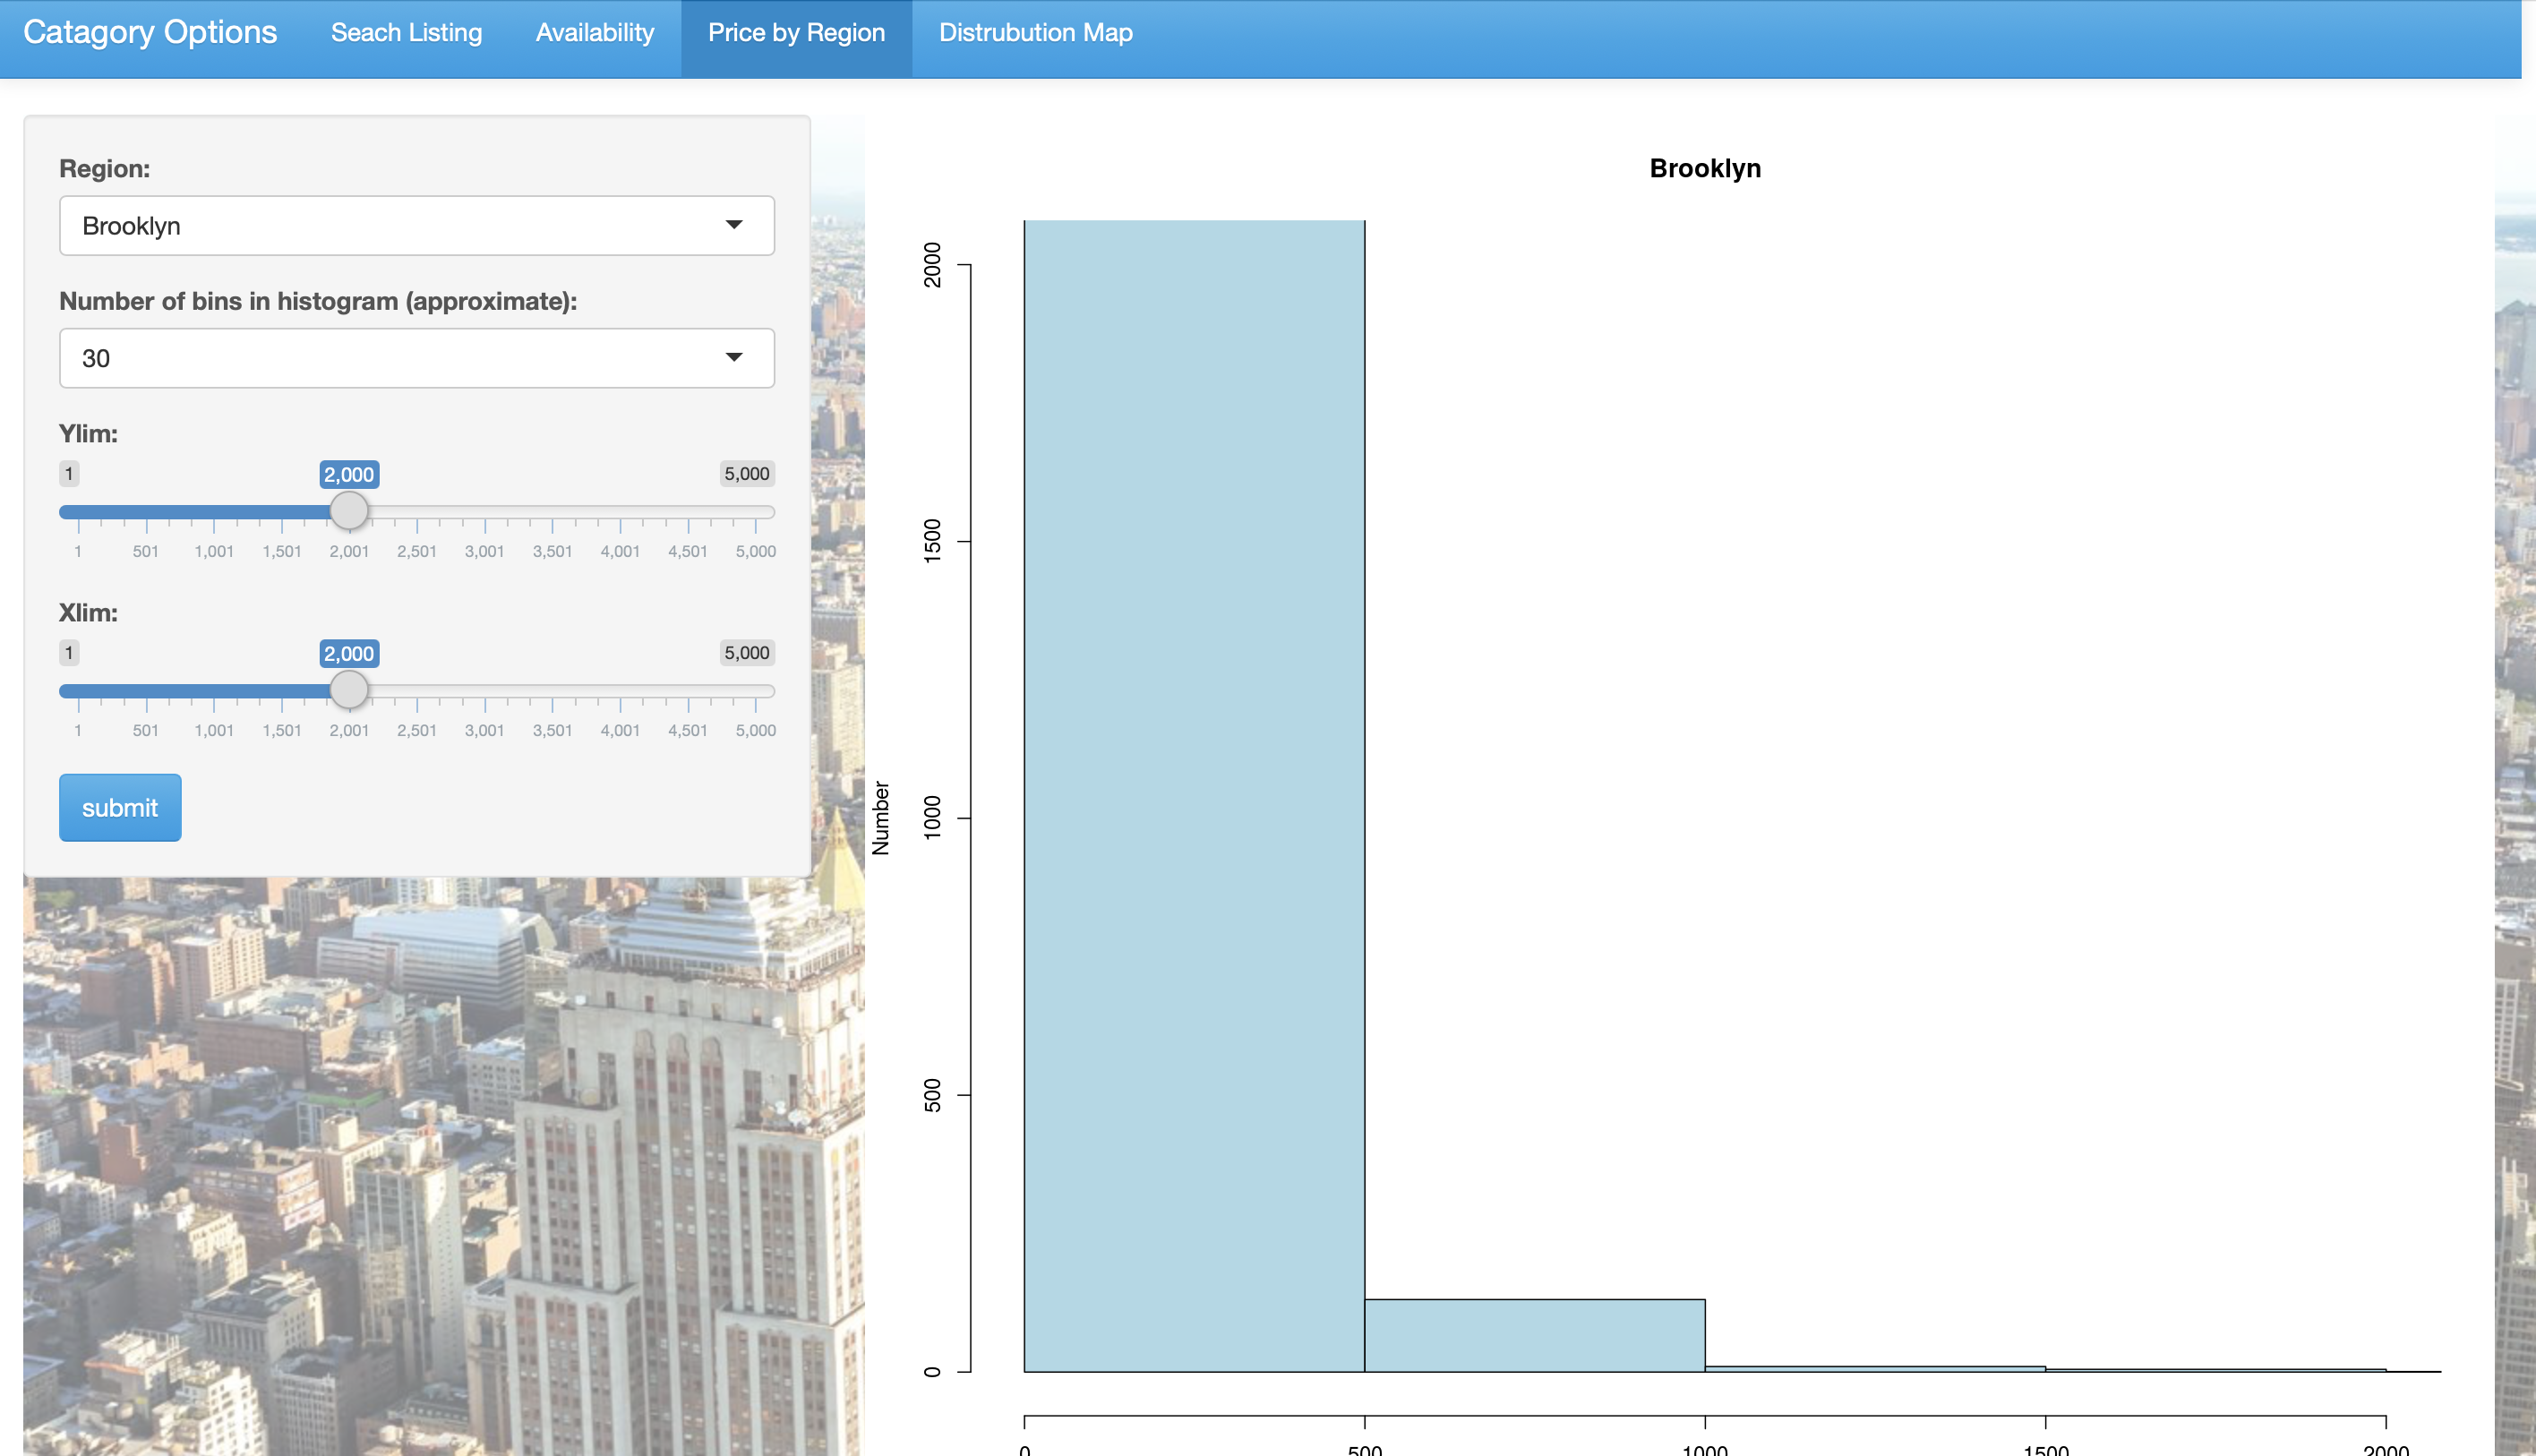 Catagory Options Seach Listing Availability Price by Region Distrubution Map
Region:
Brooklyn
Number of bins in histogram (approximate):
30
Ylim:
1 2,000 5,000
1 501 1,001 1,501 2,001 2,501 3,001 3,501 4,001 4,501 5,000
Xlim:
1 2,000 5,000
1 501 1,001 1,501 2,001 2,501 3,001 3,501 4,001 4,501 5,000
submit
Brooklyn
Number
2000
1500
1000
500
0
0 500 1000 1500 2000